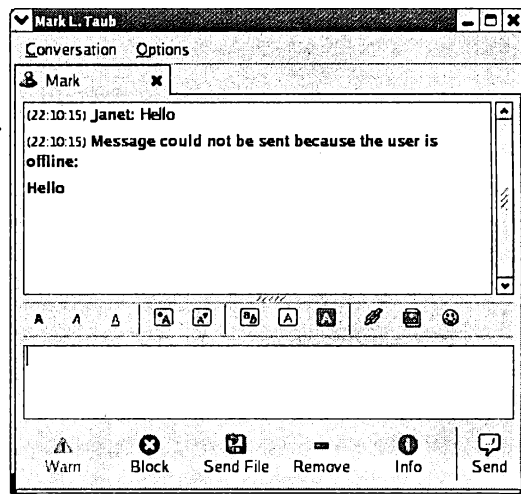 Mark L. Taub
Conversation Options
Mark
(22:10:15) Janet: Hello
(22:10:15) Message could not be sent because the user is
offline:
Hello
A A A A A ab A A
Warn Block Send File Remove Info Send